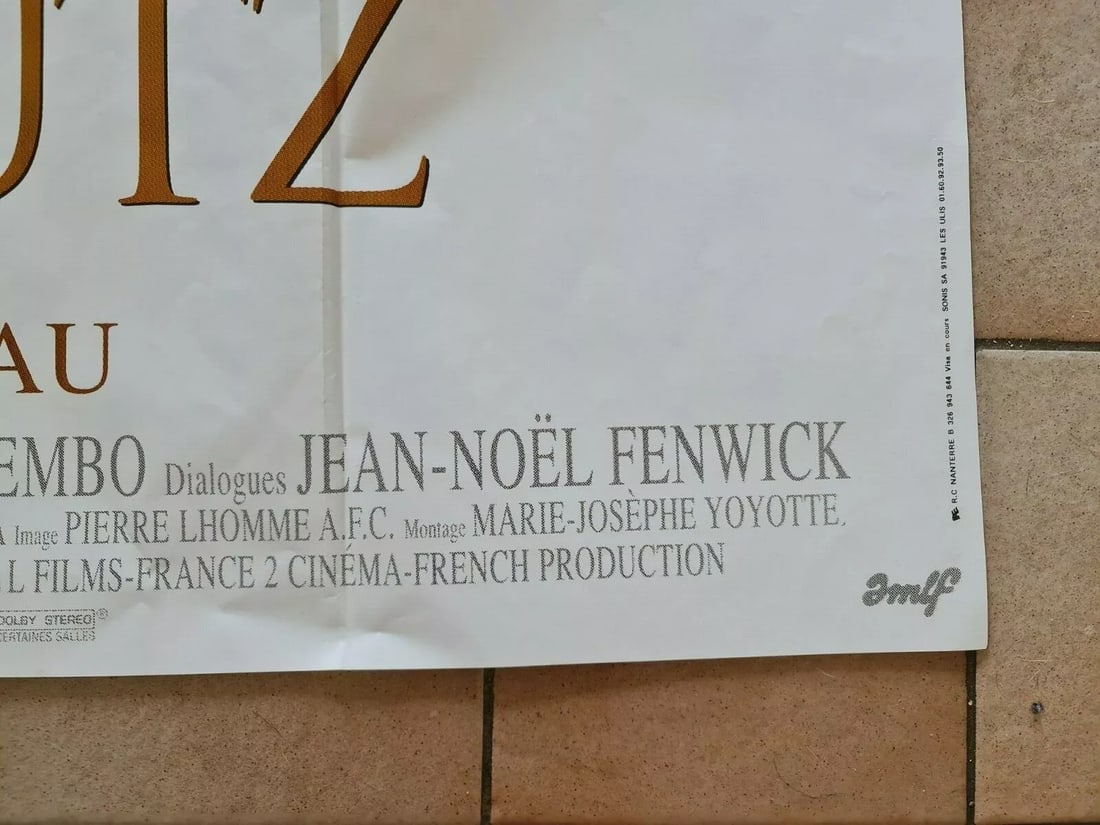 UTZ
AU
EMBO Dialogues JEAN-NOËL FENWICK
A Image PIERRE LHOMME A.F.C. Montage MARIE-JOSÈPHE YOYOTTE.
L FILMS-FRANCE 2 CINÉMA-FRENCH PRODUCTION
DOLBY STEREO®
CERTAINES SALLES
amlf
R.C NANTERRE B 326 943 644 Visa en cours SONIS SA 91943 LES ULIS 01.60.92.93.50